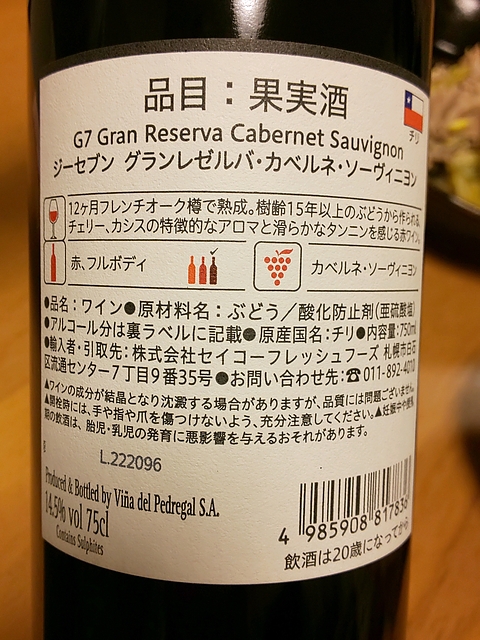 品目：果実酒
チリ
G7 Gran Reserva Cabernet Sauvignon
ジーセブン グランレゼルバ・カベルネ・ソーヴィニヨン
12ヶ月フレンチオーク樽で熟成。樹齢15年以上のぶどうから作られる、
チェリー、カシスの特徴的なアロマと滑らかなタンニンを感じる赤ワイン。
赤、フルボディ
カベルネ・ソーヴィニヨン
●品名：ワイン●原材料名：ぶどう／酸化防止剤(亜硫酸塩)
●アルコール分は裏ラベルに記載●原産国名：チリ●内容量：750ml
●輸入者・引取先：株式会社セイコーフレッシュフーズ 札幌市白石
区流通センター7丁目9番35号●お問い合わせ先：☎011-892-4010
▲ワインの成分が結晶となり沈澱する場合がありますが、品質には問題ございません。
▲開栓時には、手や指や爪を傷つけないよう、充分注意してください。▲妊娠中や授乳
期の飲酒は、胎児・乳児の発育に悪影響を与えるおそれがあります。
L.222096
Produced & Bottled by Viña del Pedregal S.A.
14.5% vol 75cl
Contains Sulphites
4 985908 817838
飲酒は20歳になってから